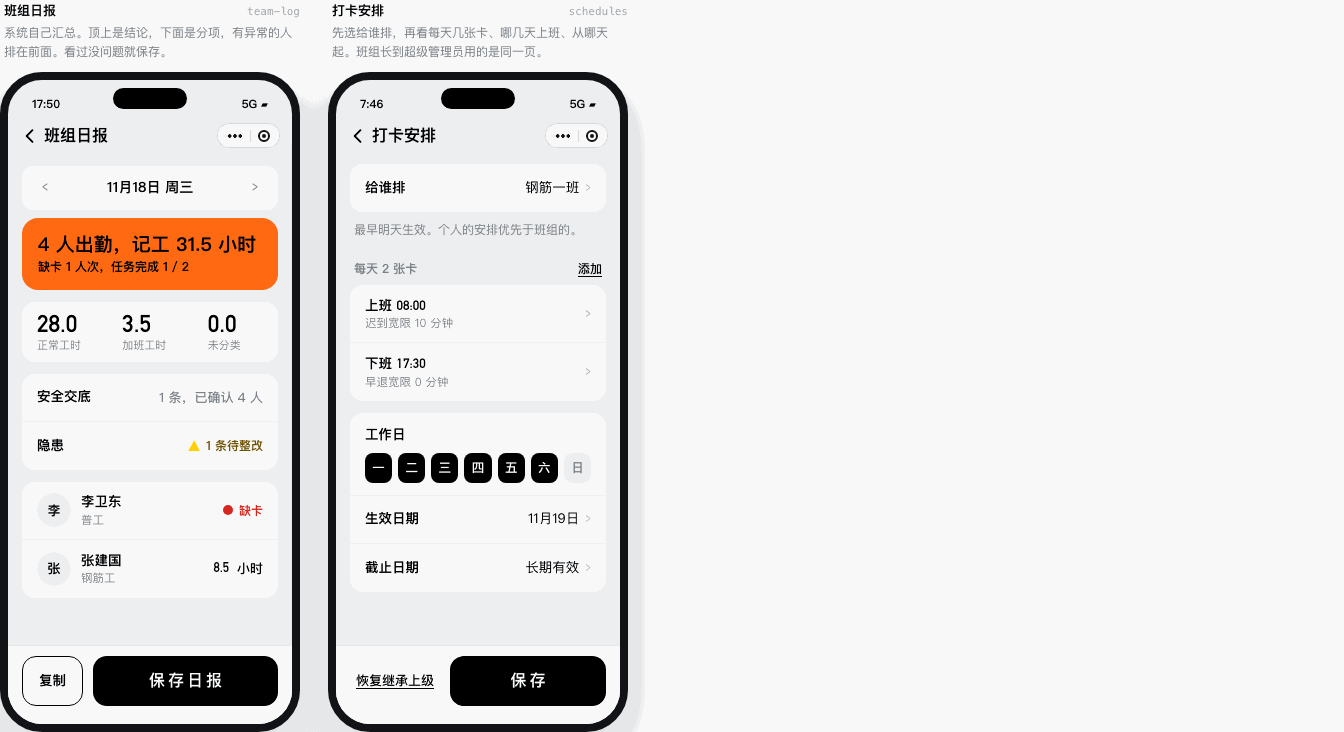 班组日报
team-log
系统自己汇总。顶上是结论，下面是分项，有异常的人
排在前面。看过没问题就保存。
17:50
5G
班组日报
<
11月18日 周三
>
4 人出勤，记工 31.5 小时
缺卡 1 人次，任务完成 1 / 2
28.0
3.5
0.0
正常工时
加班工时
未分类
安全交底
1 条，已确认 4 人
隐患
1 条待整改
李
李卫东
普工
缺卡
张
张建国
钢筋工
8.5 小时
复制
保存日报
打卡安排
schedules
先选给谁排，再看每天几张卡、哪几天上班、从哪天
起。班组长到超级管理员用的是同一页。
7:46
5G
打卡安排
给谁排
钢筋一班
最早明天生效。个人的安排优先于班组的。
每天 2 张卡
添加
上班 08:00
迟到宽限 10 分钟
下班 17:30
早退宽限 0 分钟
工作日
一 二 三 四 五 六 日
生效日期
11月19日
截止日期
长期有效
恢复继承上级
保存